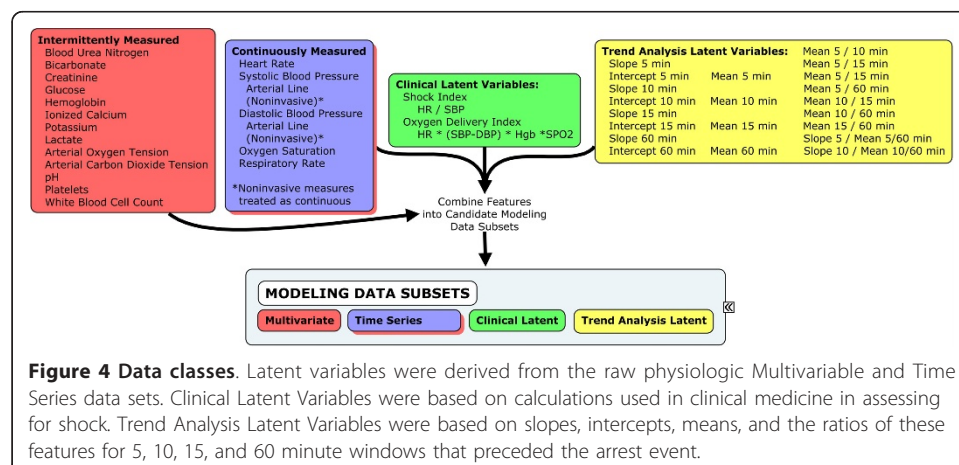 Intermittently Measured
Blood Urea Nitrogen
Bicarbonate
Creatinine
Glucose
Hemoglobin
Ionized Calcium
Potassium
Lactate
Arterial Oxygen Tension
Arterial Carbon Dioxide Tension
pH
Platelets
White Blood Cell Count
Continuously Measured
Heart Rate
Systolic Blood Pressure
Arterial Line
(Noninvasive)*
Diastolic Blood Pressure
Arterial Line
(Noninvasive)*
Oxygen Saturation
Respiratory Rate
*Noninvasive measures
treated as continuous
Clinical Latent Variables:
Shock Index
HR / SBP
Oxygen Delivery Index
HR * (SBP-DBP) * Hgb *SPO2
Trend Analysis Latent Variables: Mean 5 / 10 min
Slope 5 min Mean 5 / 15 min
Intercept 5 min Mean 5 min Mean 5 / 15 min
Slope 10 min Mean 5 / 60 min
Intercept 10 min Mean 10 min Mean 10 / 15 min
Slope 15 min Mean 10 / 60 min
Intercept 15 min Mean 15 min Mean 15 / 60 min
Slope 60 min Slope 5 / Mean 5/60 min
Intercept 60 min Mean 60 min Slope 10 / Mean 10/60 min
Combine Features
into Candidate Modeling
Data Subsets
MODELING DATA SUBSETS
Multivariate Time Series Clinical Latent Trend Analysis Latent
Figure 4 Data classes. Latent variables were derived from the raw physiologic Multivariable and Time
Series data sets. Clinical Latent Variables were based on calculations used in clinical medicine in assessing
for shock. Trend Analysis Latent Variables were based on slopes, intercepts, means, and the ratios of these
features for 5, 10, 15, and 60 minute windows that preceded the arrest event.